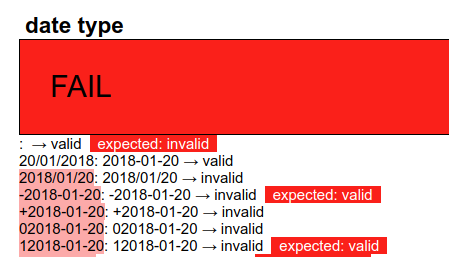 date type
FAIL
: → valid expected: invalid
20/01/2018: 2018-01-20 → valid
2018/01/20: 2018/01/20 → invalid
-2018-01-20: -2018-01-20 → invalid expected: valid
+2018-01-20: +2018-01-20 → invalid
02018-01-20: 02018-01-20 → invalid
12018-01-20: 12018-01-20 → invalid expected: valid